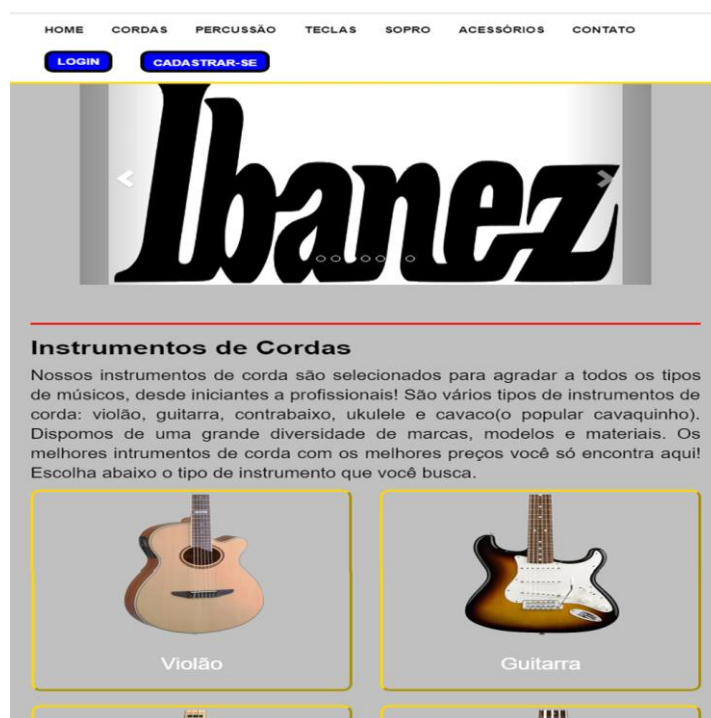 HOME CORDAS PERCUSSÃO TECLAS SOPRO ACESSÓRIOS CONTATO
LOGIN CADASTRAR-SE
Ibanez
Instrumentos de Cordas
Nossos instrumentos de corda são selecionados para agradar a todos os tipos
de músicos, desde iniciantes a profissionais! São vários tipos de instrumentos de
corda: violão, guitarra, contrabaixo, ukulele e cavaco(o popular cavaquinho).
Dispomos de uma grande diversidade de marcas, modelos e materiais. Os
melhores intrumentos de corda com os melhores preços você só encontra aqui!
Escolha abaixo o tipo de instrumento que você busca.
Violão Guitarra